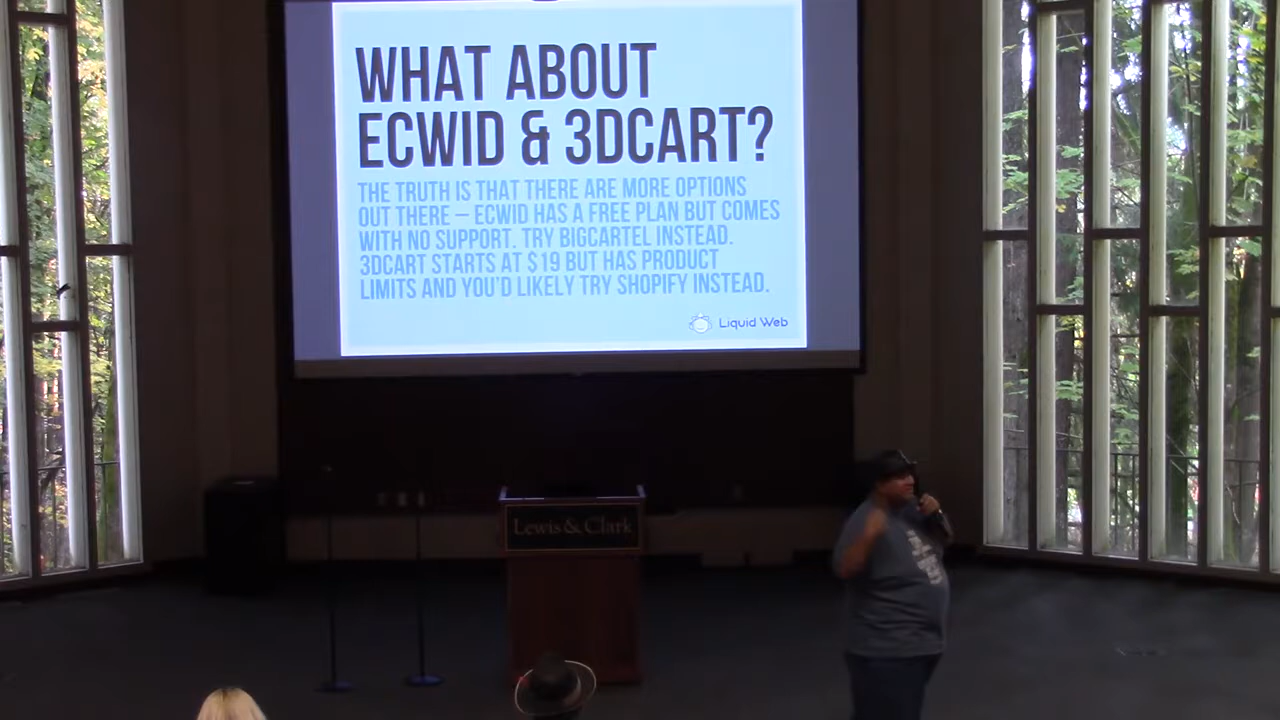 WHAT ABOUT
ECWID & 3DCART?
THE TRUTH IS THAT THERE ARE MORE OPTIONS
OUT THERE – ECWID HAS A FREE PLAN BUT COMES
WITH NO SUPPORT. TRY BIGCARTEL INSTEAD.
3DCART STARTS AT $19 BUT HAS PRODUCT
LIMITS AND YOU'D LIKELY TRY SHOPIFY INSTEAD.
Liquid Web
Lewis & Clark